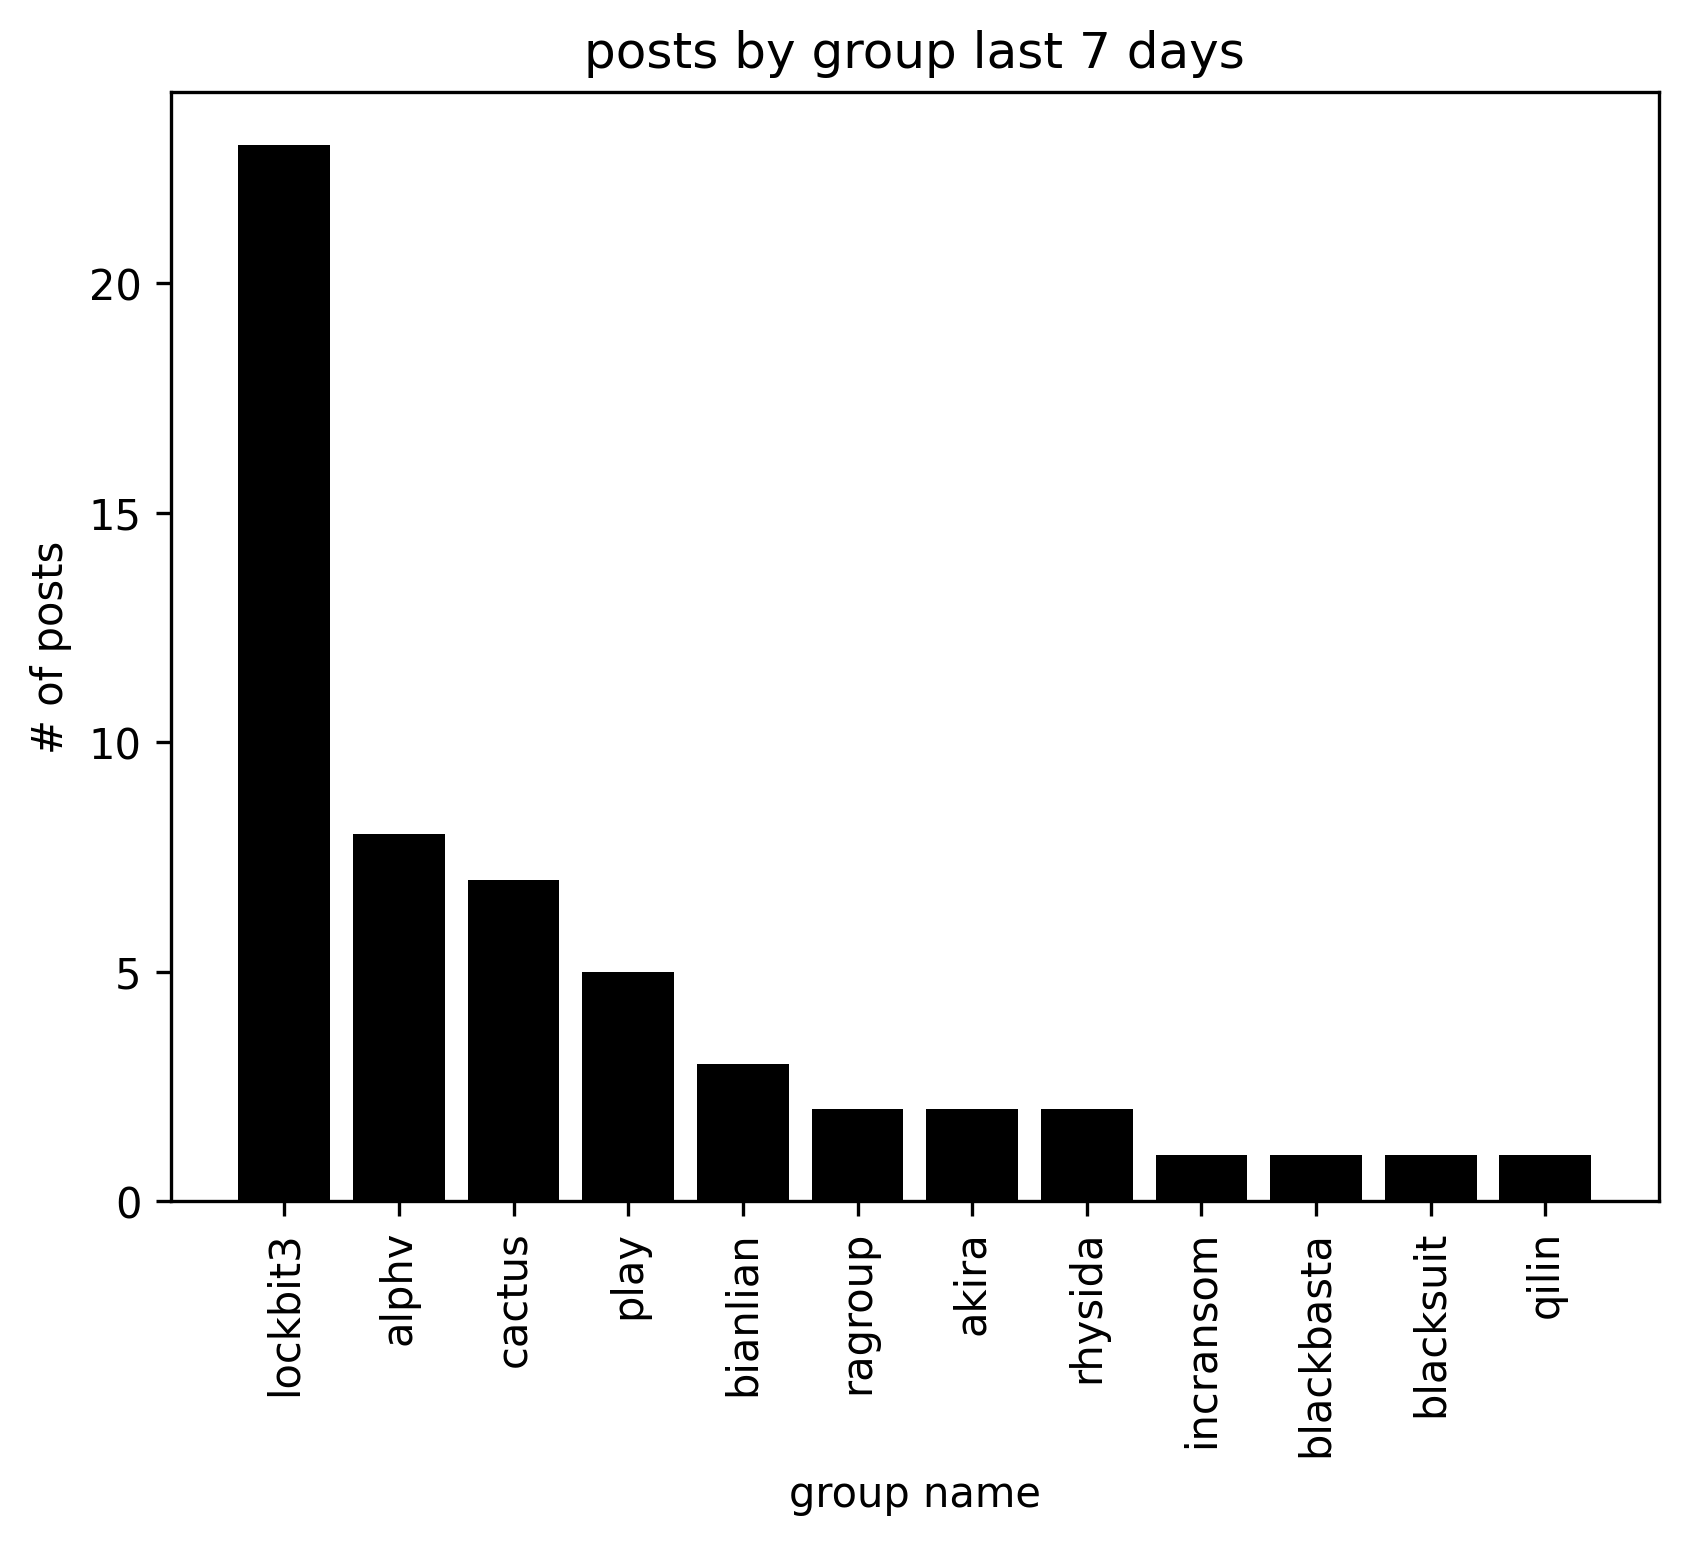 posts by group last 7 days
# of posts
20
15
10
5
0
lockbit3
alphv
cactus
play
bianlian
ragroup
akira
rhysida
incransom
blackbasta
blacksuit
qilin
group name